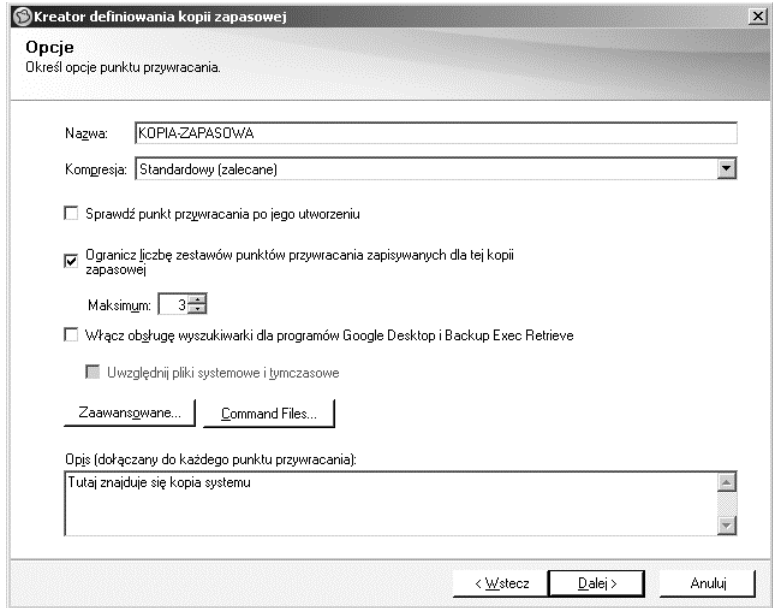 Kreator definiowania kopii zapasowej
Opcje
Określ opcje punktu przywracania.
Nazwa: KOPIA-ZAPASOWA
Kompresja: Standardowy (zalecane)
Sprawdź punkt przywracania po jego utworzeniu
Ogranicz liczbę zestawów punktów przywracania zapisywanych dla tej kopii
zapasowej
Maksimum: 3
Włącz obsługę wyszukiwarki dla programów Google Desktop i Backup Exec Retrieve
Uwzględnij pliki systemowe i tymczasowe
Zaawansowane... Command Files...
Opis (dołączany do każdego punktu przywracania):
Tutaj znajduje się kopia systemu
< Wstecz Dalej > Anuluj